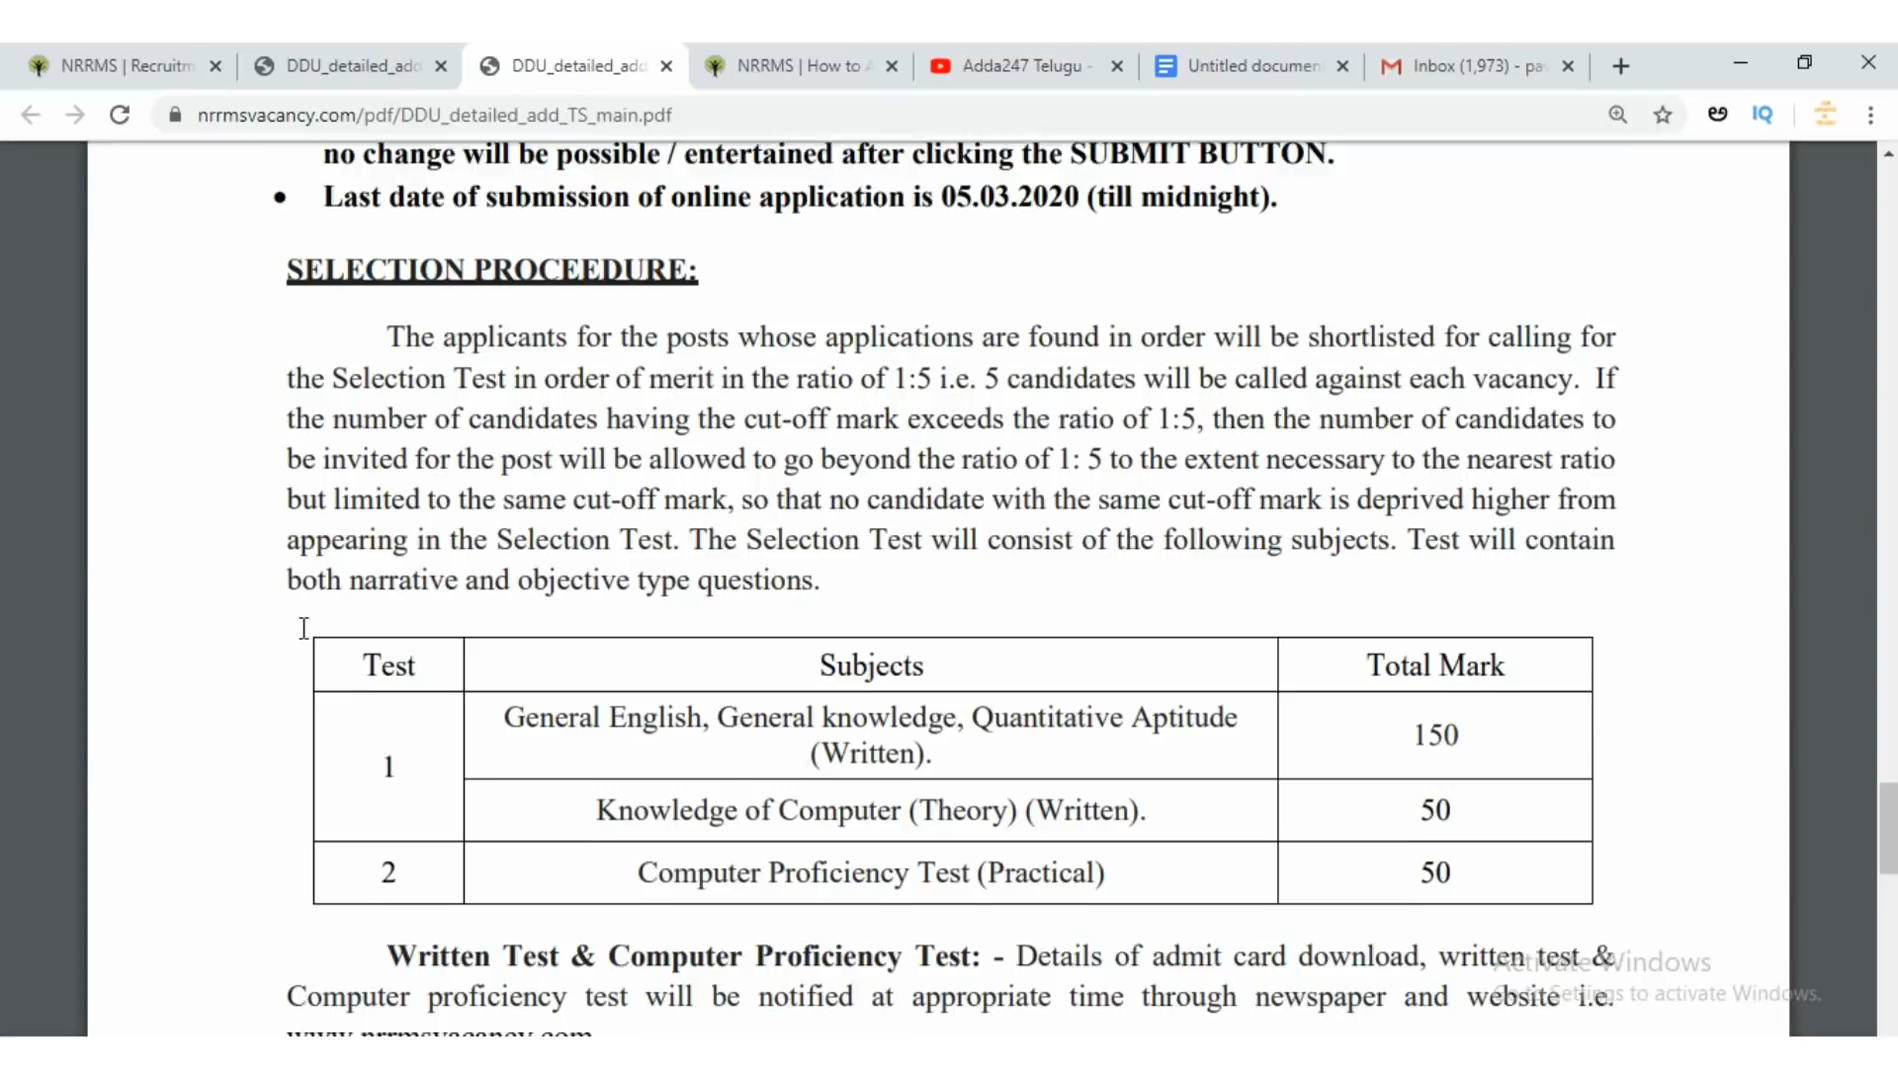 NRRMS | Recruitm
DDU_detailed_add
DDU_detailed_add
NRRMS | How to A
Adda247 Telugu -
Untitled documen
Inbox (1,973) - pa
nrrmsvacancy.com/pdf/DDU_detailed_add_TS_main.pdf
IQ
no change will be possible / entertained after clicking the SUBMIT BUTTON.
• Last date of submission of online application is 05.03.2020 (till midnight).
SELECTION PROCEEDURE:
The applicants for the posts whose applications are found in order will be shortlisted for calling for
the Selection Test in order of merit in the ratio of 1:5 i.e. 5 candidates will be called against each vacancy. If
the number of candidates having the cut-off mark exceeds the ratio of 1:5, then the number of candidates to
be invited for the post will be allowed to go beyond the ratio of 1: 5 to the extent necessary to the nearest ratio
but limited to the same cut-off mark, so that no candidate with the same cut-off mark is deprived higher from
appearing in the Selection Test. The Selection Test will consist of the following subjects. Test will contain
both narrative and objective type questions.
Test Subjects Total Mark
1
General English, General knowledge, Quantitative Aptitude
(Written).
150
Knowledge of Computer (Theory) (Written). 50
2 Computer Proficiency Test (Practical) 50
Written Test & Computer Proficiency Test: - Details of admit card download, written test &
Computer proficiency test will be notified at appropriate time through newspaper and website i.e.
www.nrrmsvacancy.com
Activate Windows
Go to Settings to activate Windows.